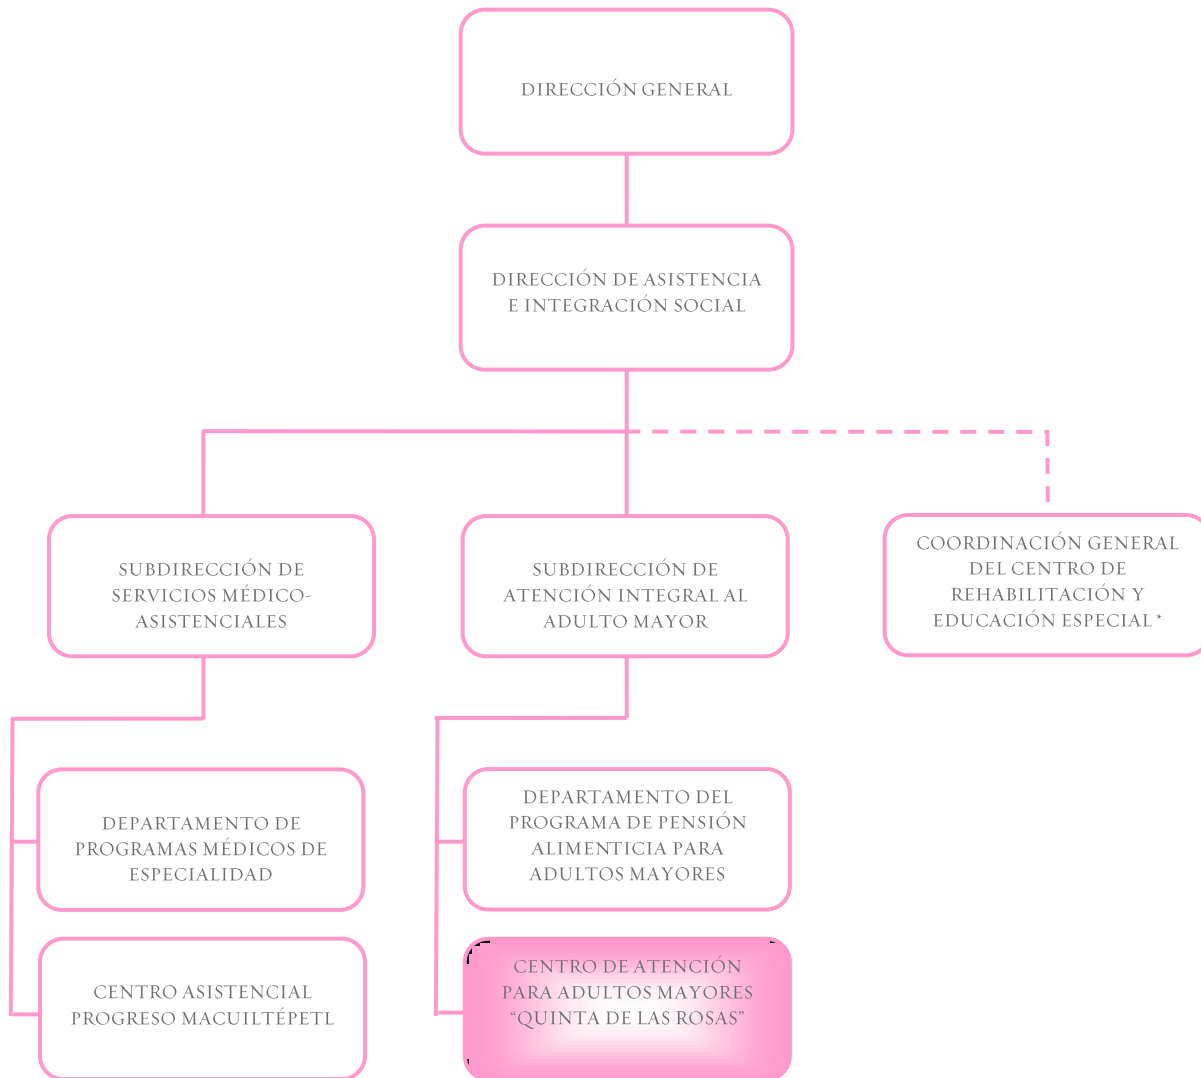 DIRECCIÓN GENERAL
DIRECCIÓN DE ASISTENCIA
E INTEGRACIÓN SOCIAL
SUBDIRECCIÓN DE
SERVICIOS MÉDICO-
ASISTENCIALES
SUBDIRECCIÓN DE
ATENCIÓN INTEGRAL AL
ADULTO MAYOR
COORDINACIÓN GENERAL
DEL CENTRO DE
REHABILITACIÓN Y
EDUCACIÓN ESPECIAL *
DEPARTAMENTO DE
PROGRAMAS MÉDICOS DE
ESPECIALIDAD
DEPARTAMENTO DEL
PROGRAMA DE PENSIÓN
ALIMENTICIA PARA
ADULTOS MAYORES
CENTRO ASISTENCIAL
PROGRESO MACUILTÉPETL
CENTRO DE ATENCIÓN
PARA ADULTOS MAYORES
“QUINTA DE LAS ROSAS”